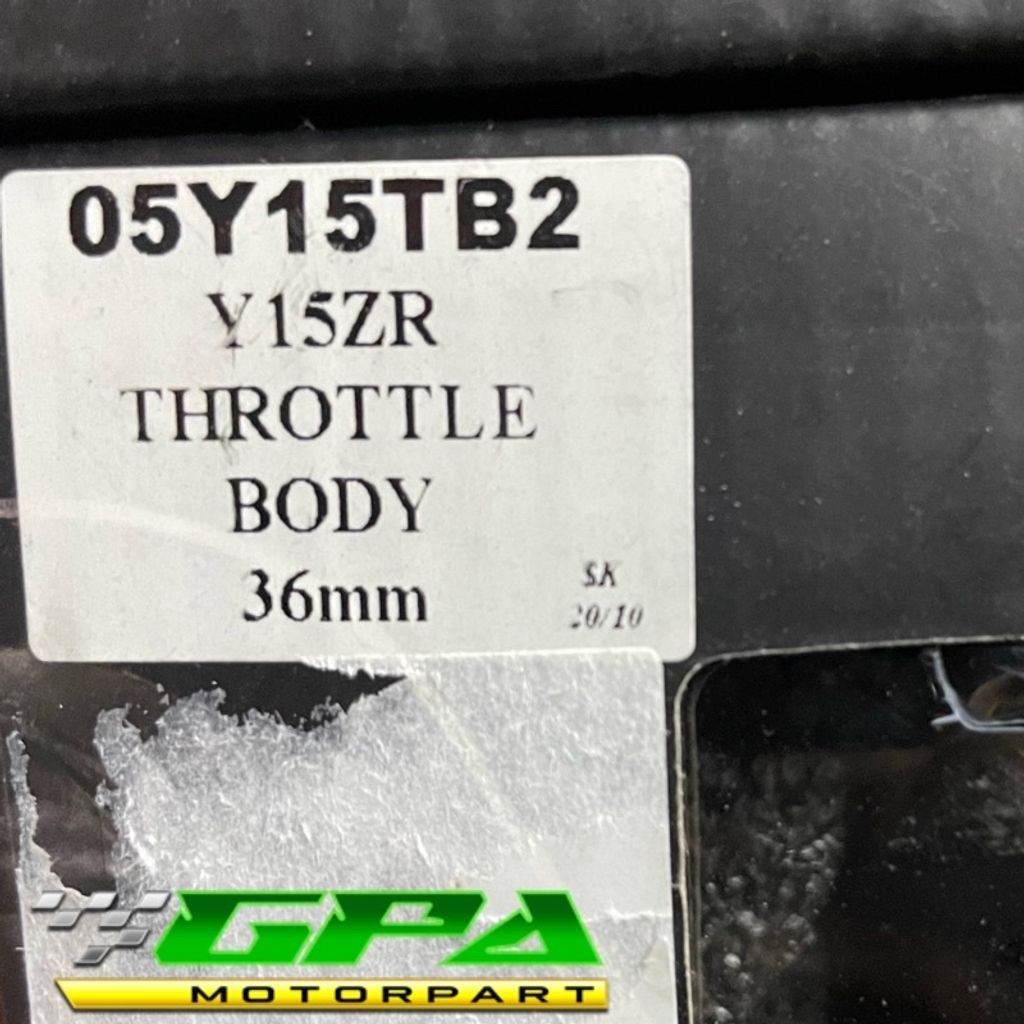 05Y15TB2
Y15ZR
THROTTLE
BODY
36mm
SK
20/10
GPA
MOTORPART